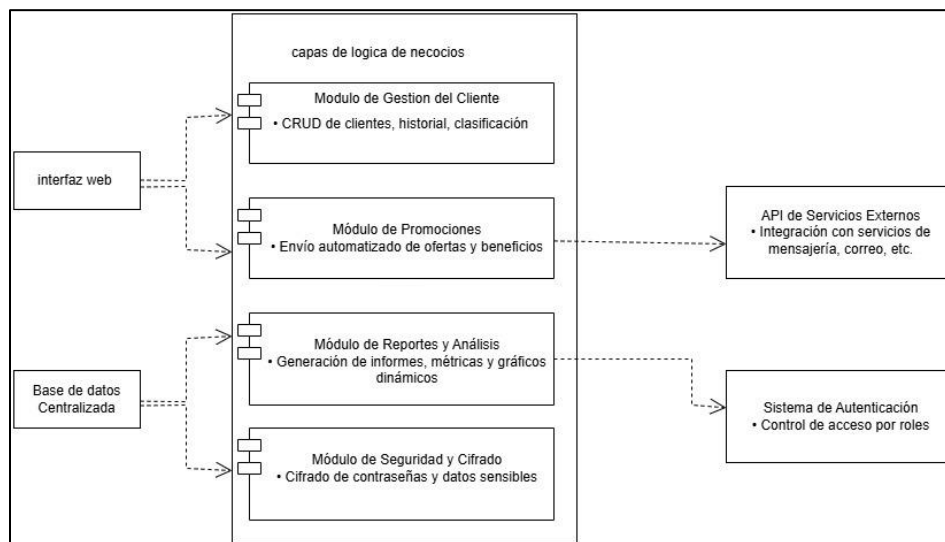 capas de logica de necocios
Modulo de Gestion del Cliente
• CRUD de clientes, historial, clasificación
interfaz web
Módulo de Promociones
• Envío automatizado de ofertas y beneficios
API de Servicios Externos
• Integración con servicios de
mensajería, correo, etc.
Módulo de Reportes y Análisis
• Generación de informes, métricas y gráficos
dinámicos
Base de datos
Centralizada
Sistema de Autenticación
• Control de acceso por roles
Módulo de Seguridad y Cifrado
• Cifrado de contraseñas y datos sensibles